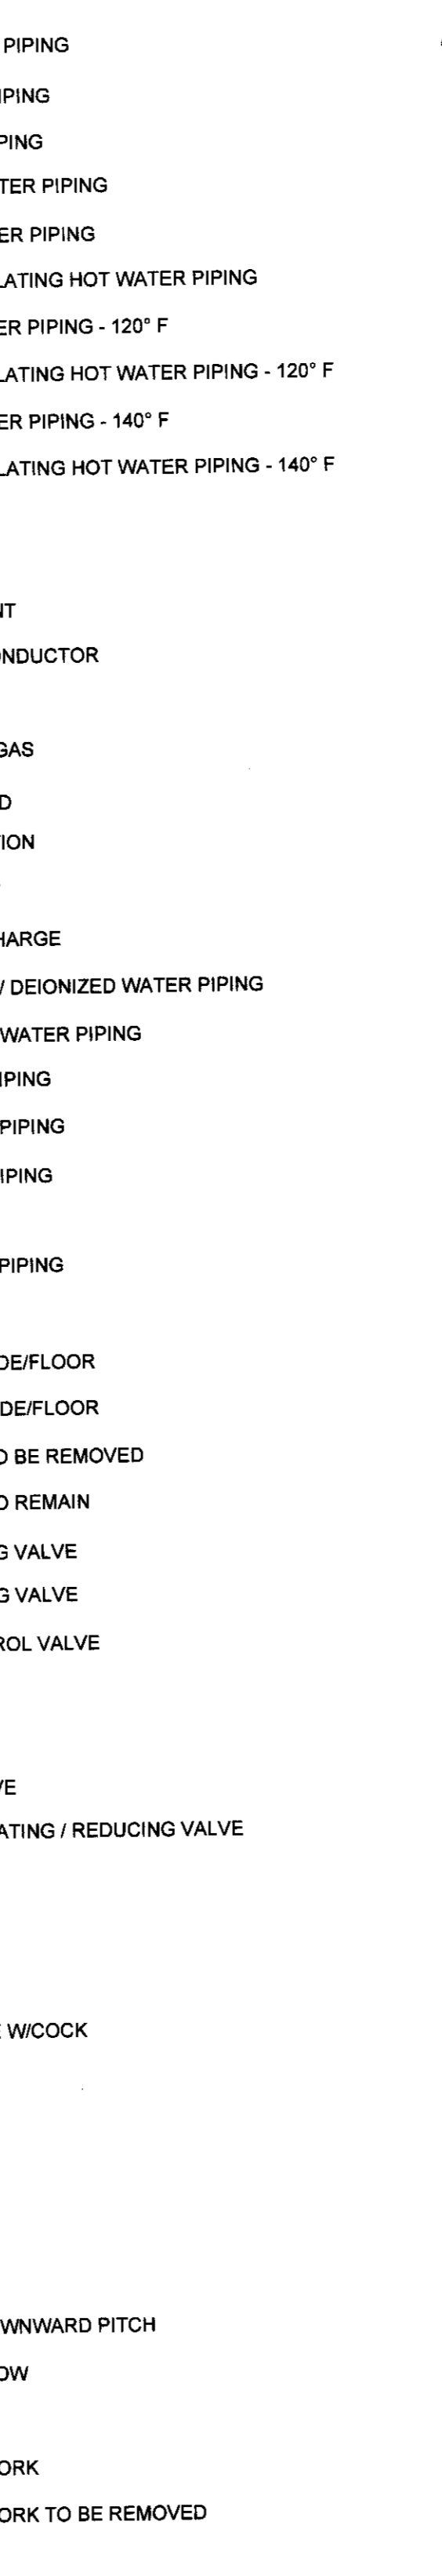 PIPING
IPING
PING
TER PIPING
ER PIPING
LATING HOT WATER PIPING
ER PIPING - 120° F
LATING HOT WATER PIPING - 120° F
ER PIPING - 140° F
LATING HOT WATER PIPING - 140° F
NT
ONDUCTOR
GAS
D
TION
HARGE
/ DEIONIZED WATER PIPING
WATER PIPING
IPING
PIPING
IPING
PIPING
DE/FLOOR
DE/FLOOR
O BE REMOVED
O REMAIN
G VALVE
G VALVE
ROL VALVE
VE
ATING / REDUCING VALVE
E W/COCK
WNWARD PITCH
OW
ORK
ORK TO BE REMOVED